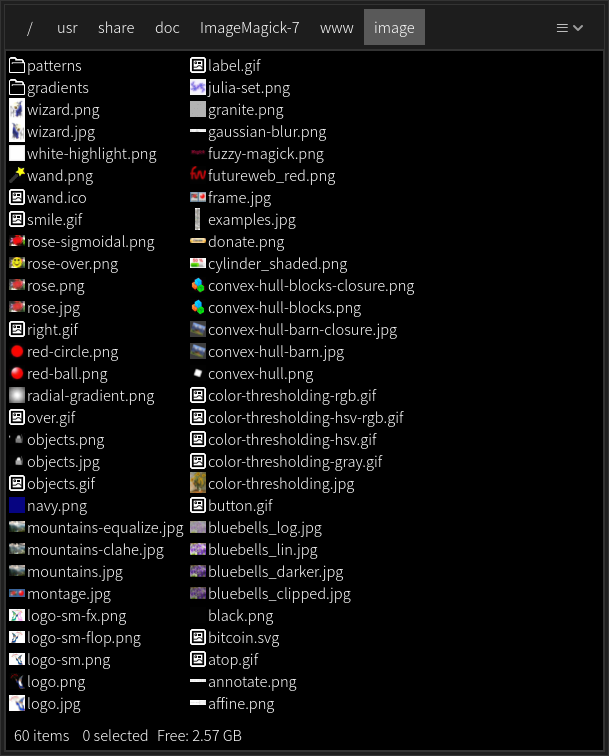 / usr share doc ImageMagick-7 www image
patterns
gradients
wizard.png
wizard.jpg
white-highlight.png
wand.png
wand.ico
smile.gif
rose-sigmoidal.png
rose-over.png
rose.png
rose.jpg
right.gif
red-circle.png
red-ball.png
radial-gradient.png
over.gif
objects.png
objects.jpg
objects.gif
navy.png
mountains-equalize.jpg
mountains-clahe.jpg
mountains.jpg
montage.jpg
logo-sm-fx.png
logo-sm-flop.png
logo-sm.png
logo.png
logo.jpg
label.gif
julia-set.png
granite.png
gaussian-blur.png
fuzzy-magick.png
futureweb_red.png
frame.jpg
examples.jpg
donate.png
cylinder_shaded.png
convex-hull-blocks-closure.png
convex-hull-blocks.png
convex-hull-barn-closure.jpg
convex-hull-barn.jpg
convex-hull.png
color-thresholding-rgb.gif
color-thresholding-hsv-rgb.gif
color-thresholding-hsv.gif
color-thresholding-gray.gif
color-thresholding.jpg
button.gif
bluebells_log.jpg
bluebells_lin.jpg
bluebells_darker.jpg
bluebells_clipped.jpg
black.png
bitcoin.svg
atop.gif
annotate.png
affine.png
60 items 0 selected Free: 2.57 GB